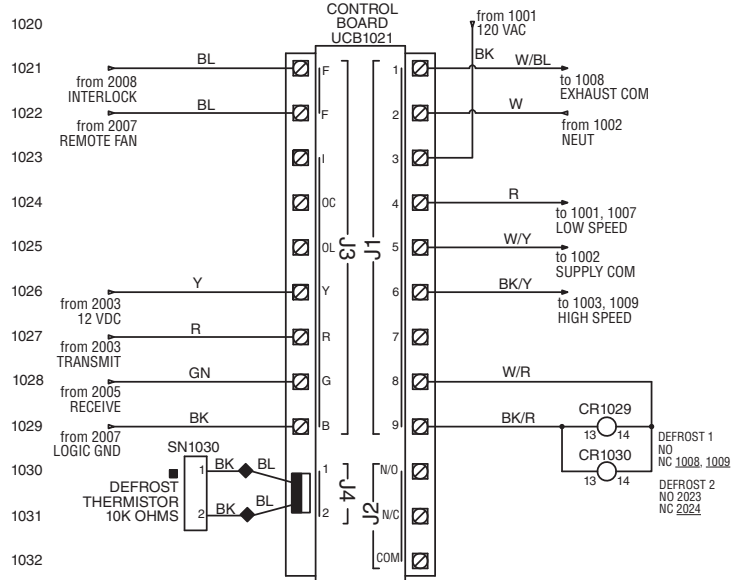 1020
CONTROL
BOARD
UCB1021
from 1001
120 VAC
BK
1021
BL
from 2008
INTERLOCK
F
1
W/BL
to 1008
EXHAUST COM
1022
BL
from 2007
REMOTE FAN
F
2
W
from 1002
NEUT
1023
I
3
1024
OC
4
R
to 1001, 1007
LOW SPEED
1025
OL
J3
J1
5
W/Y
to 1002
SUPPLY COM
1026
Y
from 2003
12 VDC
Y
6
BK/Y
to 1003, 1009
HIGH SPEED
1027
R
from 2003
TRANSMIT
R
7
1028
GN
from 2005
RECEIVE
G
8
W/R
1029
BK
from 2007
LOGIC GND
B
9
BK/R
CR1029
13 14
DEFROST 1
NO
NC 1008, 1009
1030
SN1030
1 BK BL
DEFROST
THERMISTOR
10K OHMS
1
J4
N/O
CR1030
13 14
DEFROST 2
NO 2023
NC 2024
1031
2 BK BL
2
J2
N/C
1032
COM